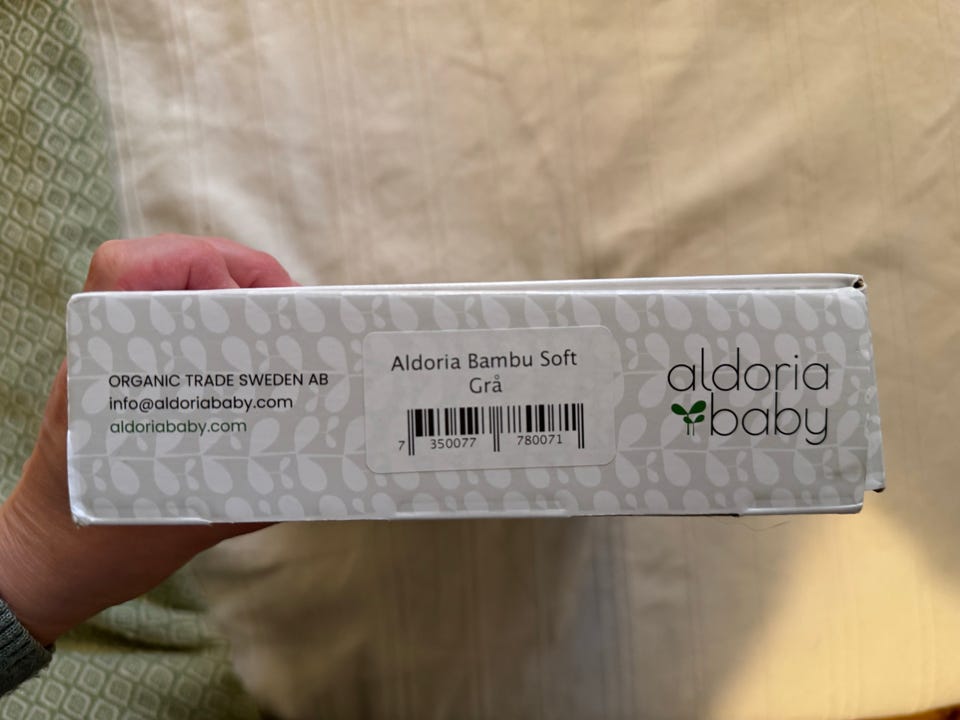 ORGANIC TRADE SWEDEN AB
info@aldoriababy.com
aldoriababy.com
Aldoria Bambu Soft
Grå
7 350077 780071
aldoria
baby